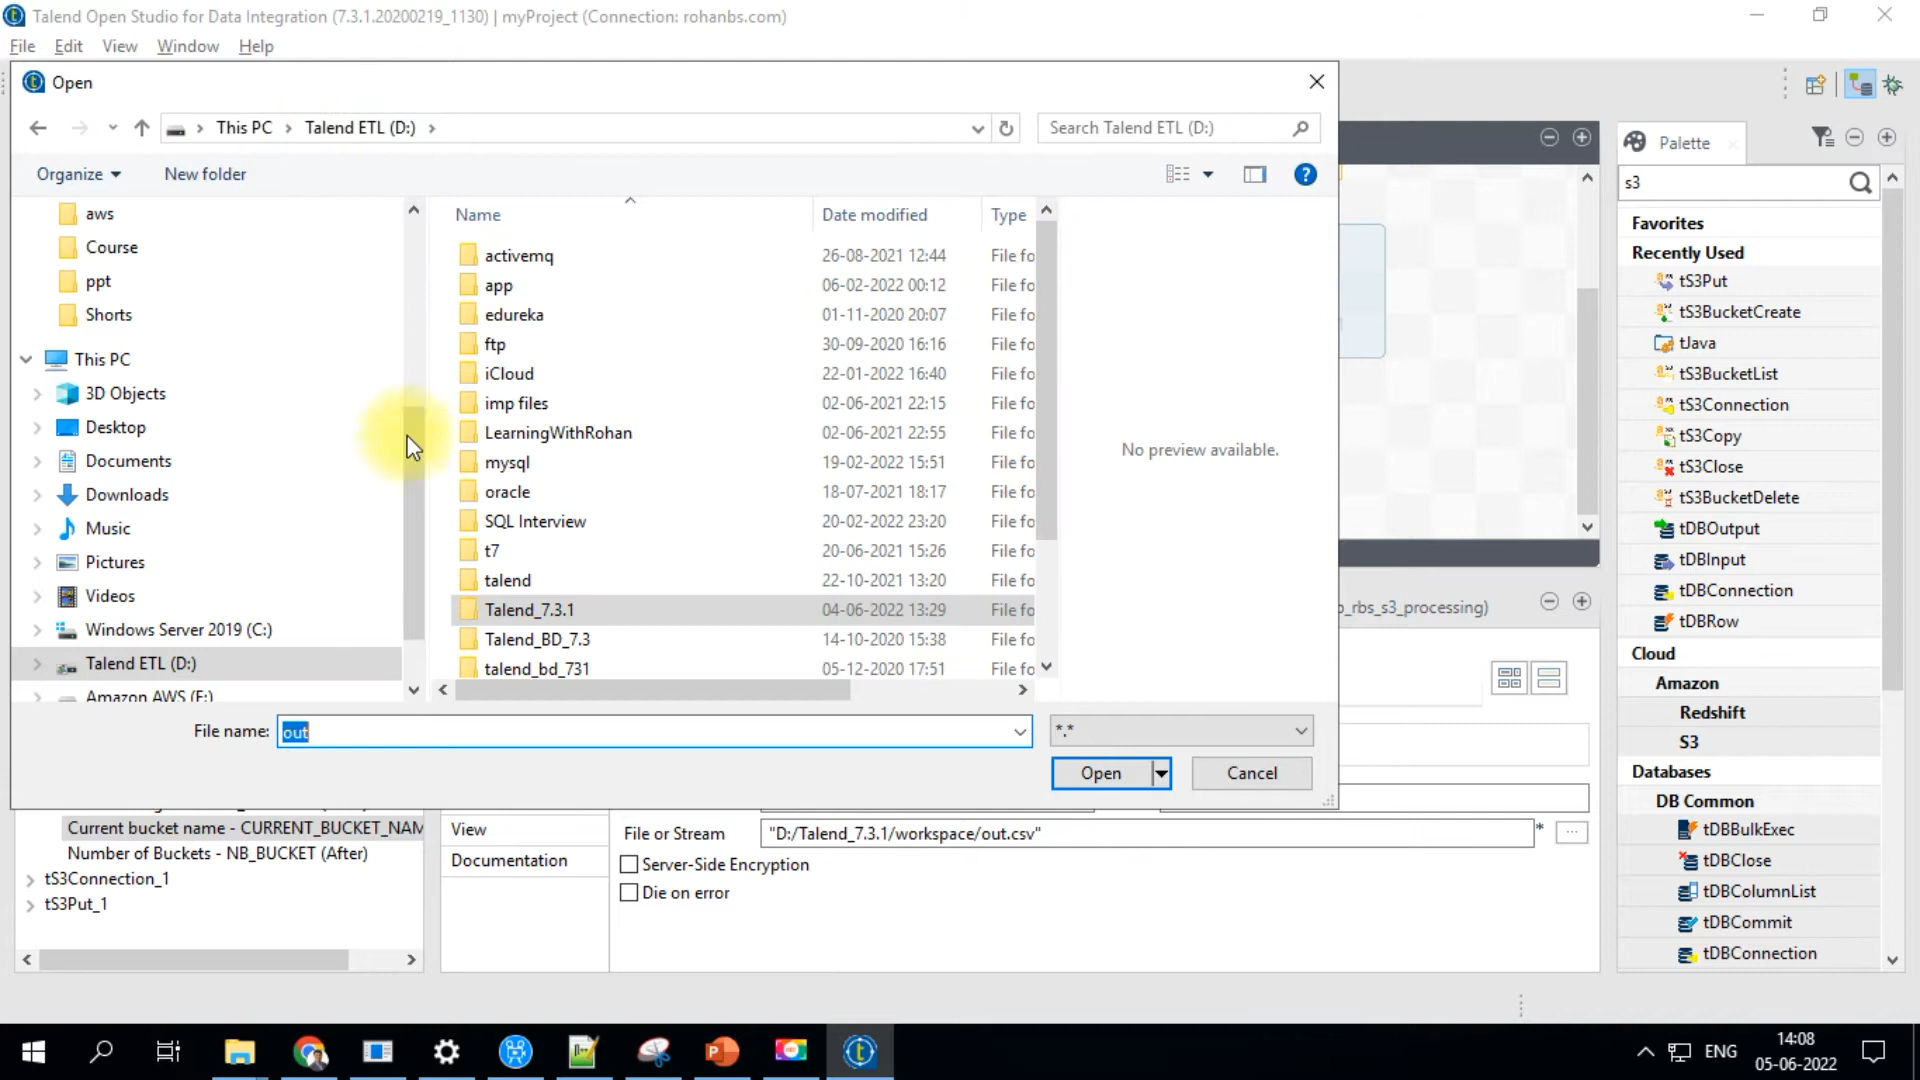 Talend Open Studio for Data Integration (7.3.1.20200219_1130) | myProject (Connection: rohanbs.com)
File Edit View Window Help
Open
This PC > Talend ETL (D:) >
Search Talend ETL (D:)
Organize
New folder
Name
Date modified
Type
aws
Course
ppt
Shorts
This PC
3D Objects
Desktop
Documents
Downloads
Music
Pictures
Videos
Windows Server 2019 (C:)
Talend ETL (D:)
Amazon AWS (E:)
activemq 26-08-2021 12:44 File fo
app 06-02-2022 00:12 File fo
edureka 01-11-2020 20:07 File fo
ftp 30-09-2020 16:16 File fo
iCloud 22-01-2022 16:40 File fo
imp files 02-06-2021 22:15 File fo
LearningWithRohan 02-06-2021 22:55 File fo
mysql 19-02-2022 15:51 File fo
oracle 18-07-2021 18:17 File fo
SQL Interview 20-02-2022 23:20 File fo
t7 20-06-2021 15:26 File fo
talend 22-10-2021 13:20 File fo
Talend_7.3.1 04-06-2022 13:29 File fo
Talend_BD_7.3 14-10-2020 15:38 File fo
talend_bd_731 05-12-2020 17:51 File fo
No preview available.
File name: out
*.*
Open
Cancel
Palette
s3
Favorites
Recently Used
tS3Put
tS3BucketCreate
tJava
tS3BucketList
tS3Connection
tS3Copy
tS3Close
tS3BucketDelete
tDBOutput
tDBInput
tDBConnection
tDBRow
Cloud
Amazon
Redshift
S3
Databases
DB Common
tDBBulkExec
tDBClose
tDBColumnList
tDBCommit
tDBConnection
_rbs_s3_processing)
Current bucket name - CURRENT_BUCKET_NAM
Number of Buckets - NB_BUCKET (After)
tS3Connection_1
tS3Put_1
View
Documentation
File or Stream "D:/Talend_7.3.1/workspace/out.csv" * ...
Server-Side Encryption
Die on error
ENG
14:08
05-06-2022